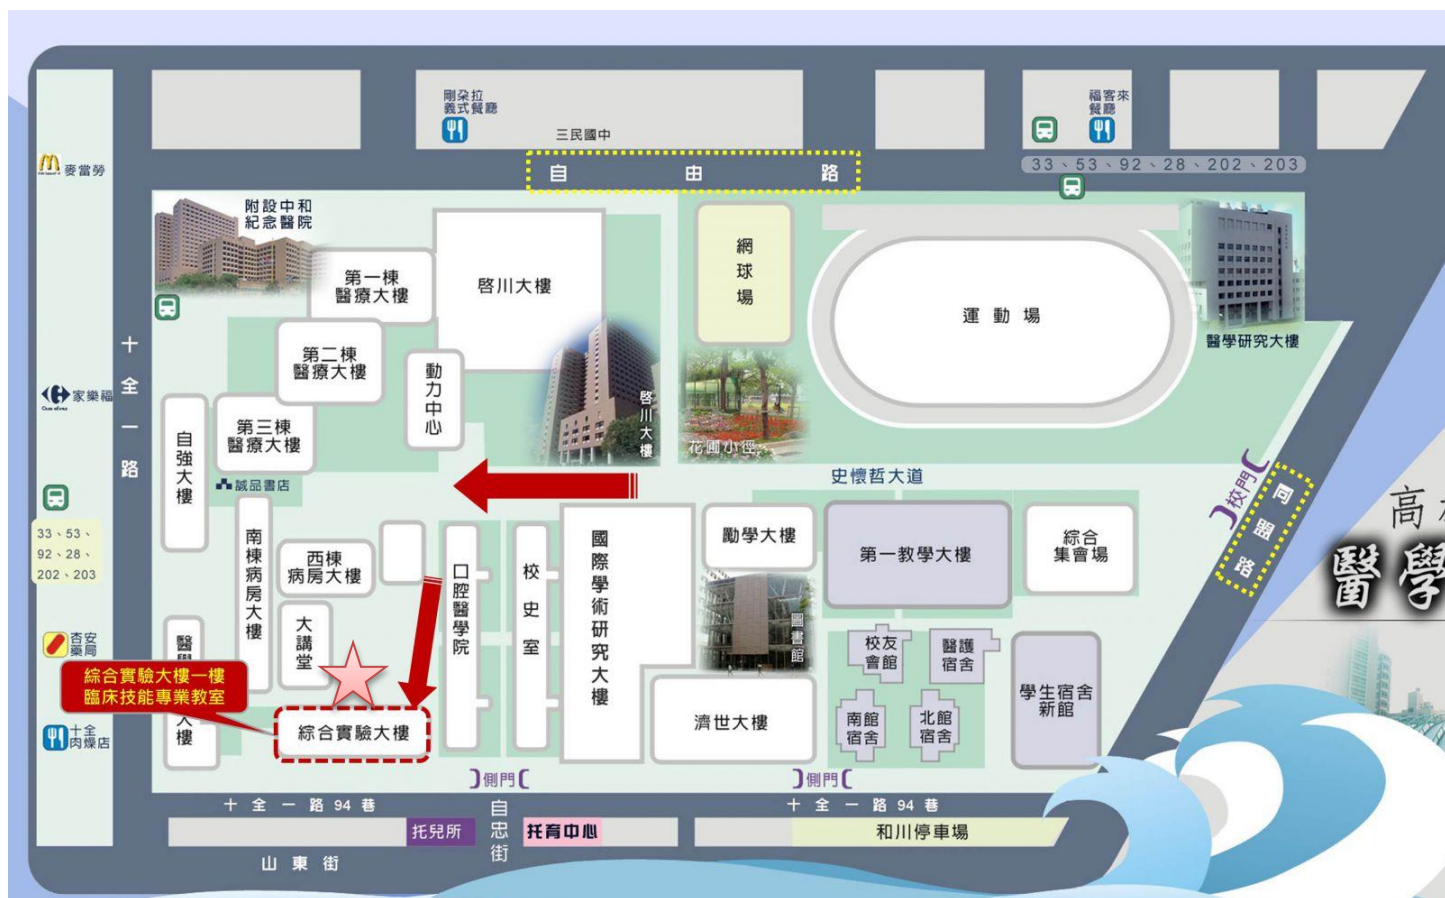 剛朵拉
義式餐廳
三民國中
福客來
餐廳
自由路
33、53、92、28、202、203
麥當勞
附設中和
紀念醫院
第一棟
醫療大樓
啓川大樓
網球場
運動場
醫學研究大樓
十全一路
第二棟
醫療大樓
動力中心
啓川大樓
花圃小徑
家樂福
第三棟
醫療大樓
自強大樓
誠品書店
史懷哲大道
校門
同盟路
高
醫學
33、53、
92、28、
202、203
南棟病房大樓
西棟
病房大樓
口腔醫學院
校史室
國際學術研究大樓
勵學大樓
第一教學大樓
綜合
集會場
圖書館
大講堂
校友
會館
醫護
宿舍
杏安
藥局
綜合實驗大樓一樓
臨床技能專業教室
醫學
大樓
綜合實驗大樓
濟世大樓
南館
宿舍
北館
宿舍
學生宿舍
新館
十全
肉燥店
側門
側門
十全一路94巷
自忠街
十全一路94巷
托兒所
托育中心
和川停車場
山東街